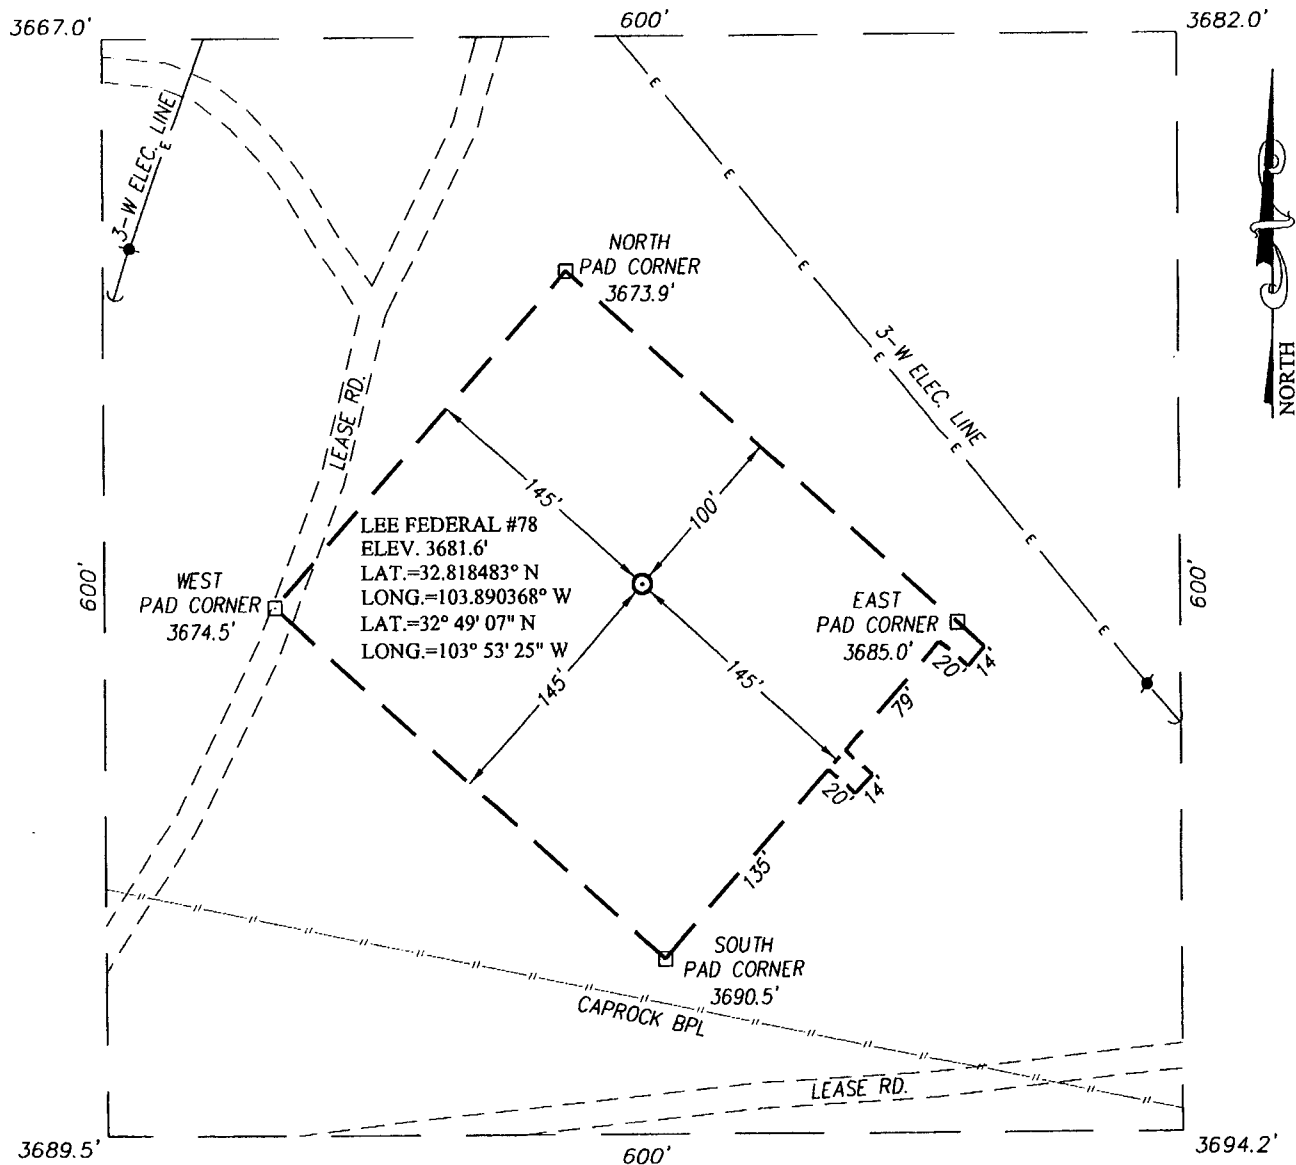 3667.0'
600'
3682.0'
3-W ELEC. LINE
E
E
E
E
NORTH
PAD CORNER
3673.9'
3-W ELEC. LINE
E
E
E
E
NORTH
LEASE RD.
145'
100'
LEE FEDERAL #78
ELEV. 3681.6'
LAT.=32.818483° N
LONG.=103.890368° W
LAT.=32° 49' 07" N
LONG.=103° 53' 25" W
600'
WEST
PAD CORNER
3674.5'
EAST
PAD CORNER
3685.0'
600'
20'
14'
145'
145'
79'
20'
14'
135'
SOUTH
PAD CORNER
3690.5'
CAPROCK BPL
LEASE RD.
3689.5'
600'
3694.2'